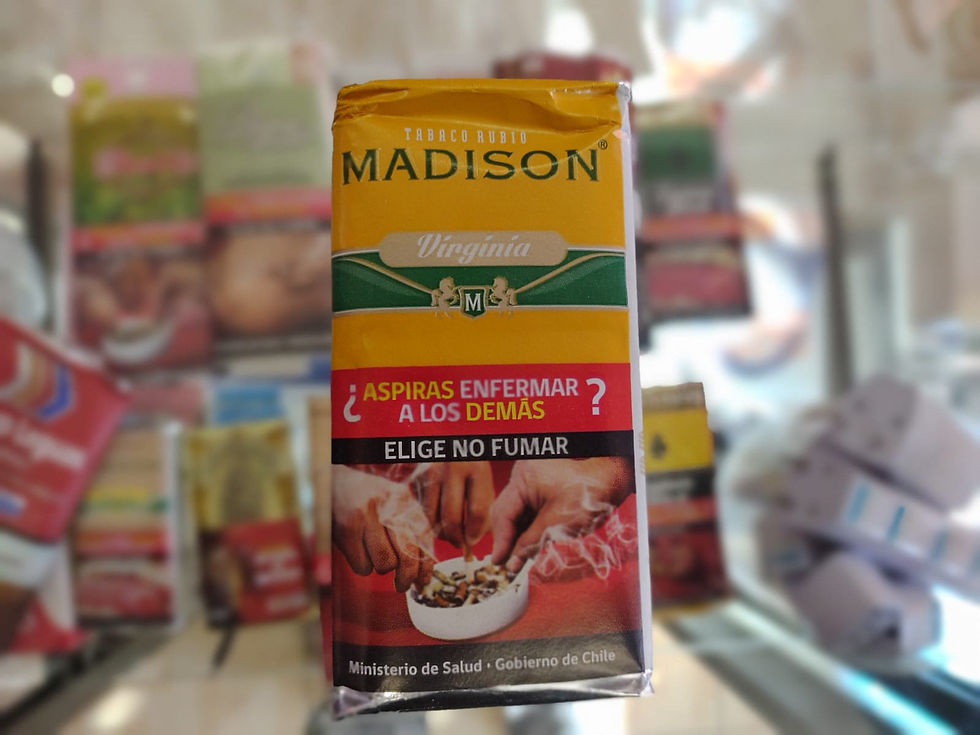 TABACO RUBIO
MADISON®
Virginia
M
¿ASPIRAS ENFERMAR
A LOS DEMÁS?
ELIGE NO FUMAR
Ministerio de Salud · Gobierno de Chile